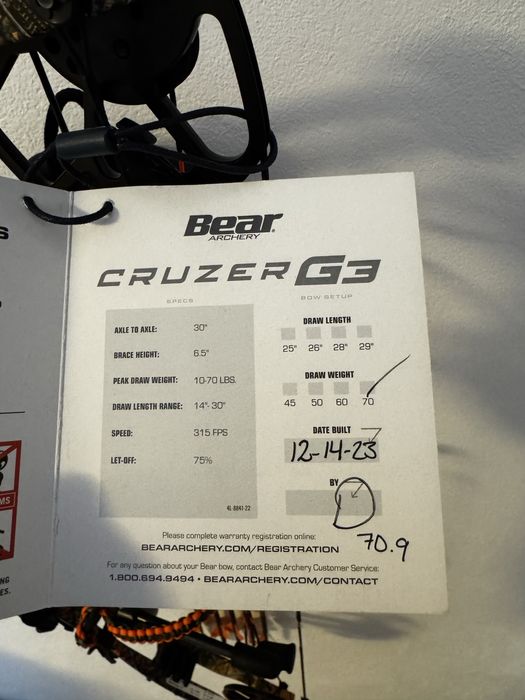 Bear
ARCHERY
CRUZER G3
SPECS
AXLE TO AXLE: 30"
BRACE HEIGHT: 6.5"
PEAK DRAW WEIGHT: 10-70 LBS.
DRAW LENGTH RANGE: 14"- 30"
SPEED: 315 FPS
LET-OFF: 75%
4L-8841-22
BOW SETUP
DRAW LENGTH
25" 26" 28" 29"
DRAW WEIGHT
45 50 60 70
DATE BUILT
12-14-23
BY
70.9
Please complete warranty registration online:
BEARARCHERY.COM/REGISTRATION
For any question about your Bear bow, contact Bear Archery Customer Service:
1.800.694.9494 • BEARARCHERY.COM/CONTACT